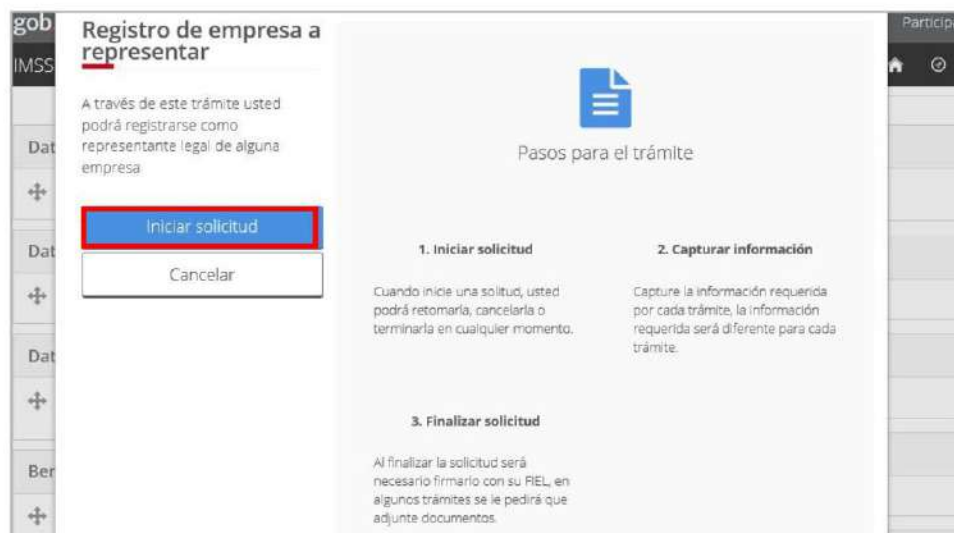 gob
Particip
IMSS
Registro de empresa a
representar
A través de este trámite usted
podrá registrarse como
representante legal de alguna
empresa
Iniciar solicitud
Cancelar
Dat
Dat
Dat
Ber
Pasos para el trámite
1. Iniciar solicitud
Cuando inicie una solitud, usted
podrá retomarla, cancelarla o
terminarla en cualquier momento.
2. Capturar información
Capture la información requerida
por cada trámite, la información
requerida será diferente para cada
trámite.
3. Finalizar solicitud
Al finalizar la solicitud será
necesario firmarlo con su FIEL, en
algunos trámites se le pedirá que
adjunte documentos.